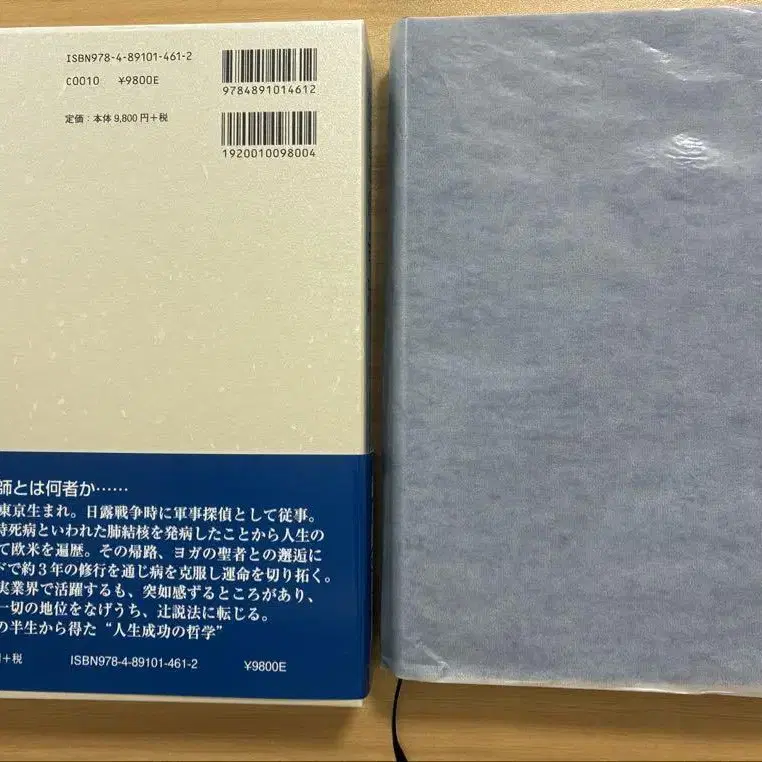 ISBN978-4-89101-461-2
C0010 ¥9800E
9784891014612
定価：本体 9,800 円＋税
1920010098004
師とは何者か……
東京生まれ。日露戦争時に軍事探偵として従事。
時死病といわれた肺結核を発病したことから人生の
て欧米を遍歴。その帰路、ヨガの聖者との邂逅に
ドで約３年の修行を通じ病を克服し運命を切り拓く。
実業界で活躍するも、突如感ずるところがあり、
一切の地位をなげうち、辻説法に転じる。
の半生から得た“人生成功の哲学”
円＋税 ISBN978-4-89101-461-2 ¥9800E